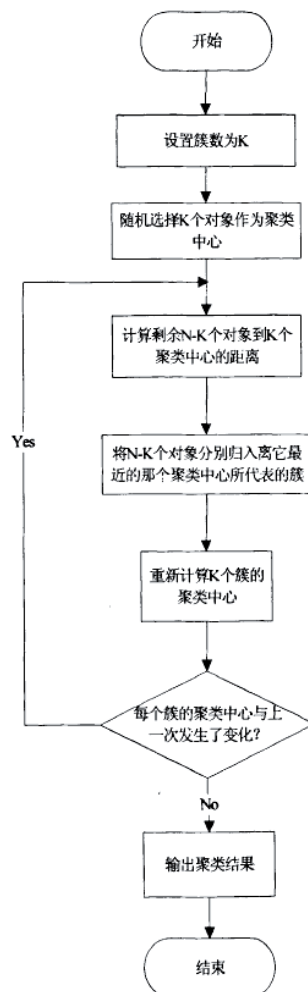 开始
设置簇数为K
随机选择K个对象作为聚类
中心
计算剩余N-K个对象到K个
聚类中心的距离
Yes
将N-K个对象分别归入离它最
近的那个聚类中心所代表的簇
重新计算K个簇的
聚类中心
每个簇的聚类中心与上
一次发生了变化?
No
输出聚类结果
结束